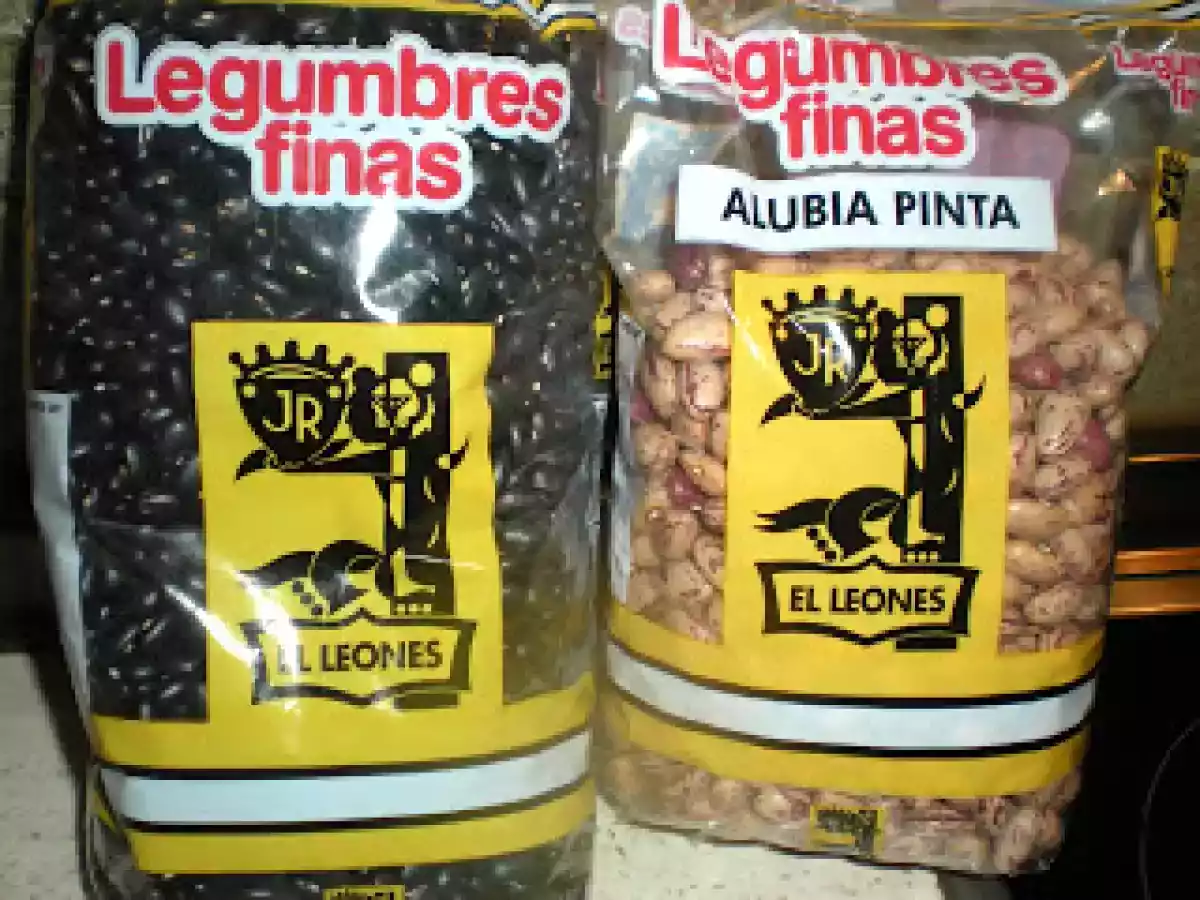 Legumbres
finas
JR
EL LEONES
Legumbres
finas
ALUBIA PINTA
JR
EL LEONES